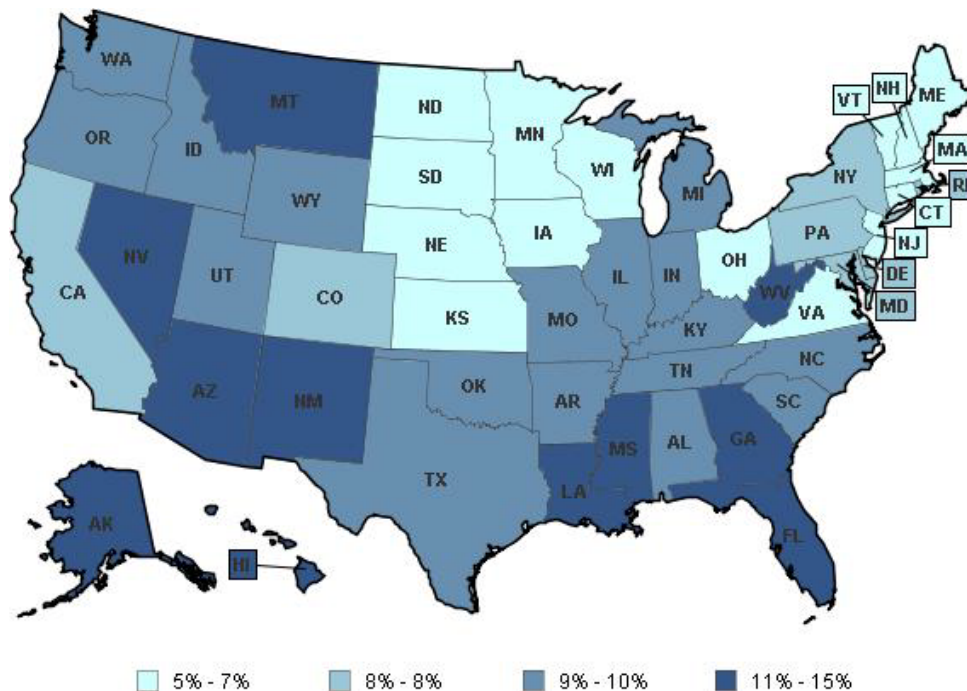 WA
MT
ND
MN
VT
NH
ME
OR
ID
WY
SD
WI
MI
NY
MA
RI
CT
NV
UT
CO
NE
IA
IL
IN
OH
PA
NJ
CA
KS
MO
KY
WV
VA
DE
MD
AZ
NM
OK
AR
TN
NC
SC
TX
LA
MS
AL
GA
FL
AK
HI
5% - 7%
8% - 8%
9% - 10%
11% - 15%